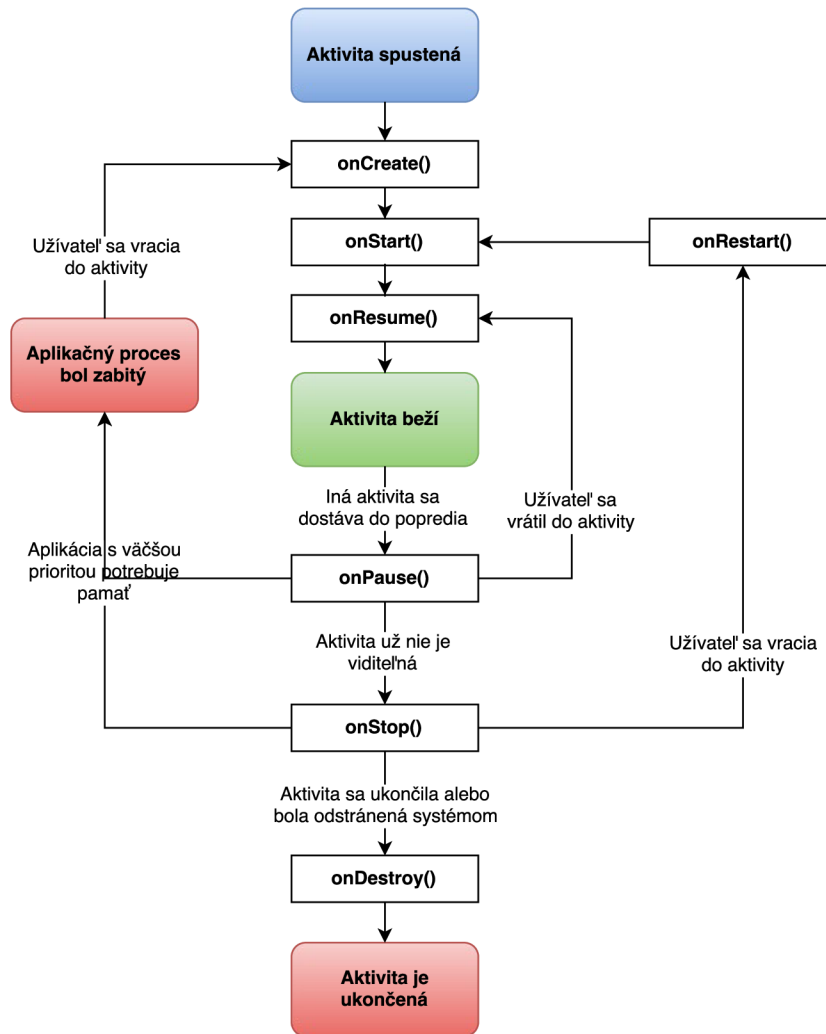 Aktivita spustená
onCreate()
onStart()
onRestart()
Užívateľ sa vracia
do aktivity
onResume()
Aplikačný proces
bol zabitý
Aktivita beží
Iná aktivita sa
dostáva do popredia
Užívateľ sa
vrátil do aktivity
Aplikácia s väčšou
prioritou potrebuje
pamať
onPause()
Aktivita už nie je
viditeľná
Užívateľ sa vracia
do aktivity
onStop()
Aktivita sa ukončila alebo
bola odstránená systémom
onDestroy()
Aktivita je
ukončená